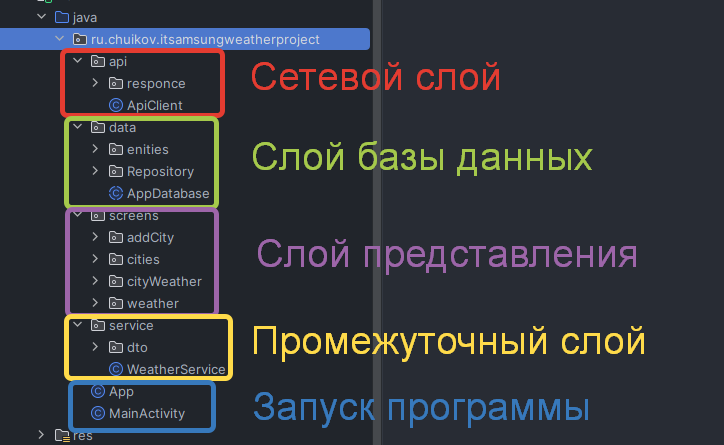 java
ru.chuikov.itsamsungweatherproject
api
responce
ApiClient
Сетевой слой
data
enities
Repository
AppDatabase
Слой базы данных
screens
addCity
cities
cityWeather
weather
Слой представления
service
dto
WeatherService
Промежуточный слой
App
MainActivity
Запуск программы
res